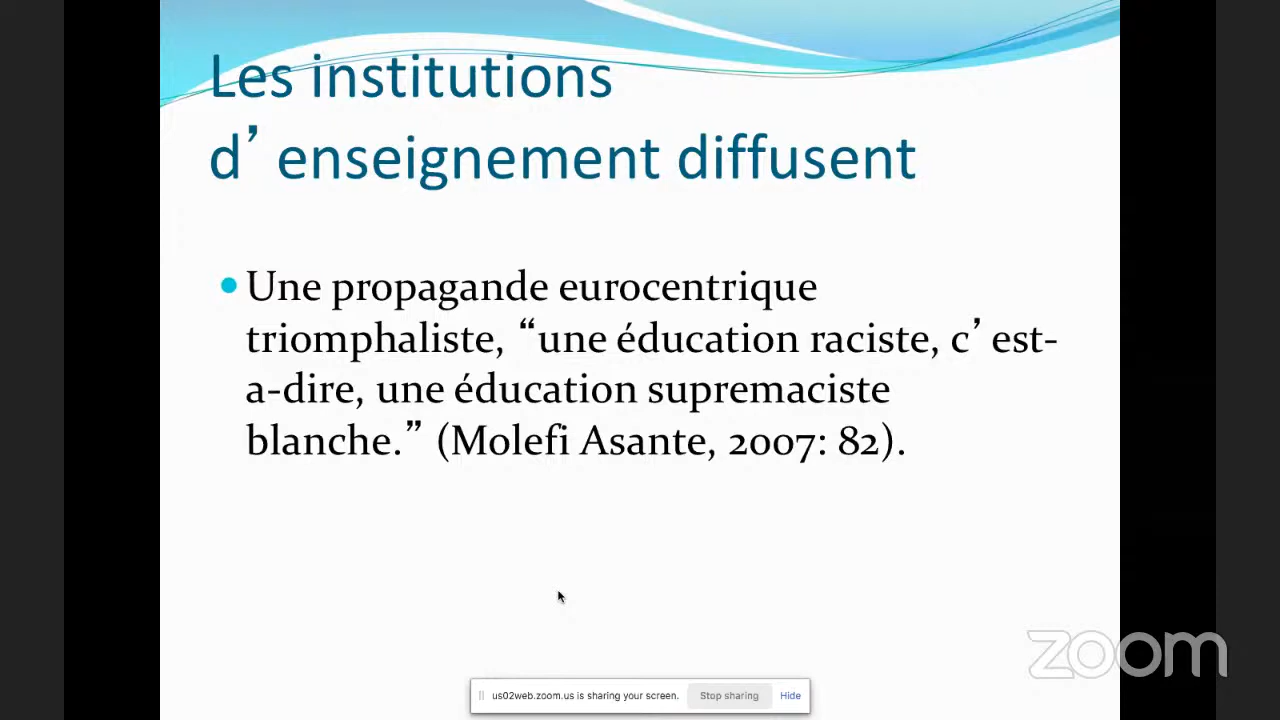 Les institutions
d’ enseignement diffusent
• Une propagande eurocentrique
triomphaliste, “une éducation raciste, c’ est-
a-dire, une éducation supremaciste
blanche.” (Molefi Asante, 2007: 82).
zoom
us02web.zoom.us is sharing your screen. Stop sharing Hide